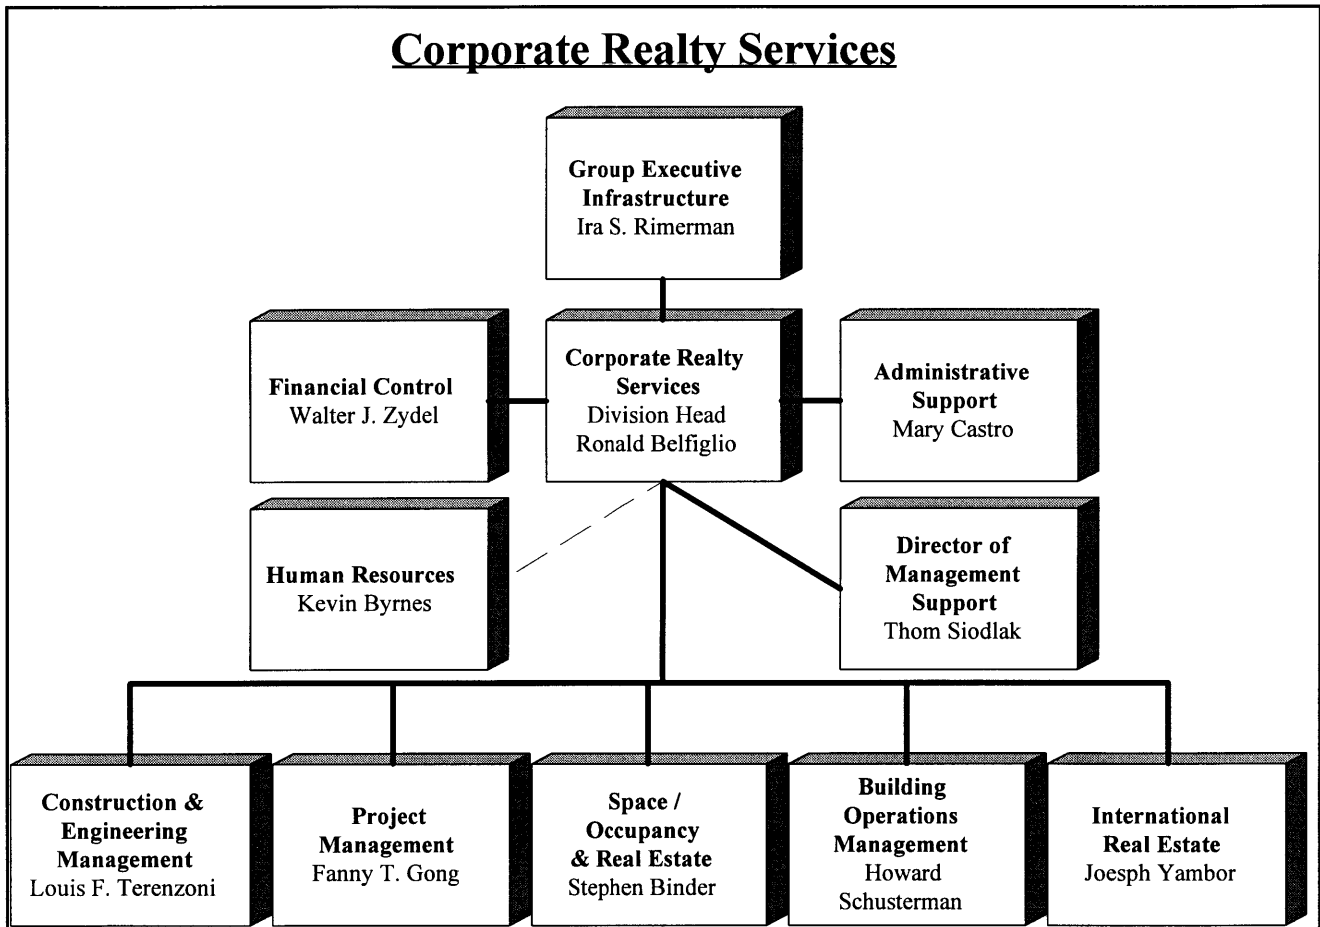 Corporate Realty Services
Group Executive
Infrastructure
Ira S. Rimerman
Financial Control
Walter J. Zydel
Corporate Realty
Services
Division Head
Ronald Belfiglio
Administrative
Support
Mary Castro
Human Resources
Kevin Byrnes
Director of
Management
Support
Thom Siodlak
Construction &
Engineering
Management
Louis F. Terenzoni
Project
Management
Fanny T. Gong
Space /
Occupancy
& Real Estate
Stephen Binder
Building
Operations
Management
Howard
Schusterman
International
Real Estate
Joesph Yambor